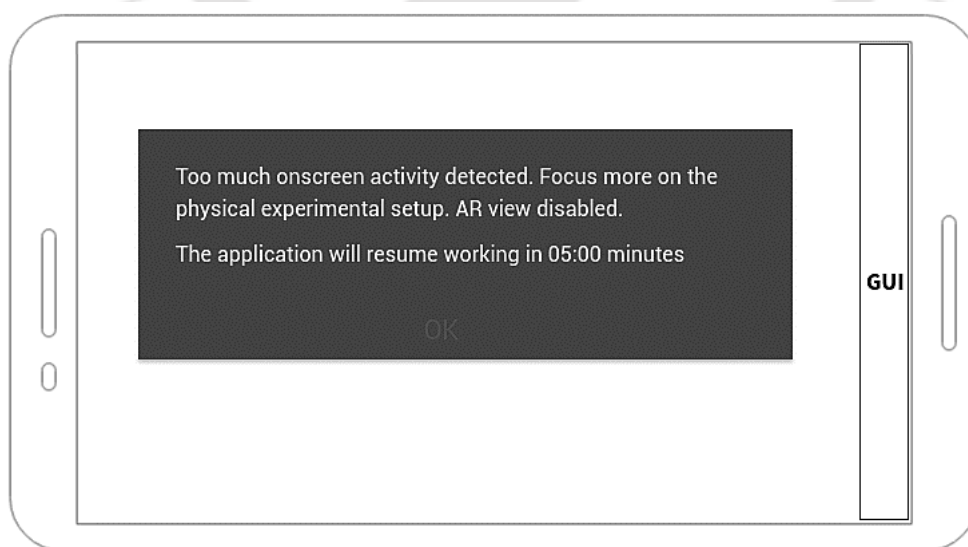 Too much onscreen activity detected. Focus more on the
physical experimental setup. AR view disabled.
The application will resume working in 05:00 minutes
GUI
OK